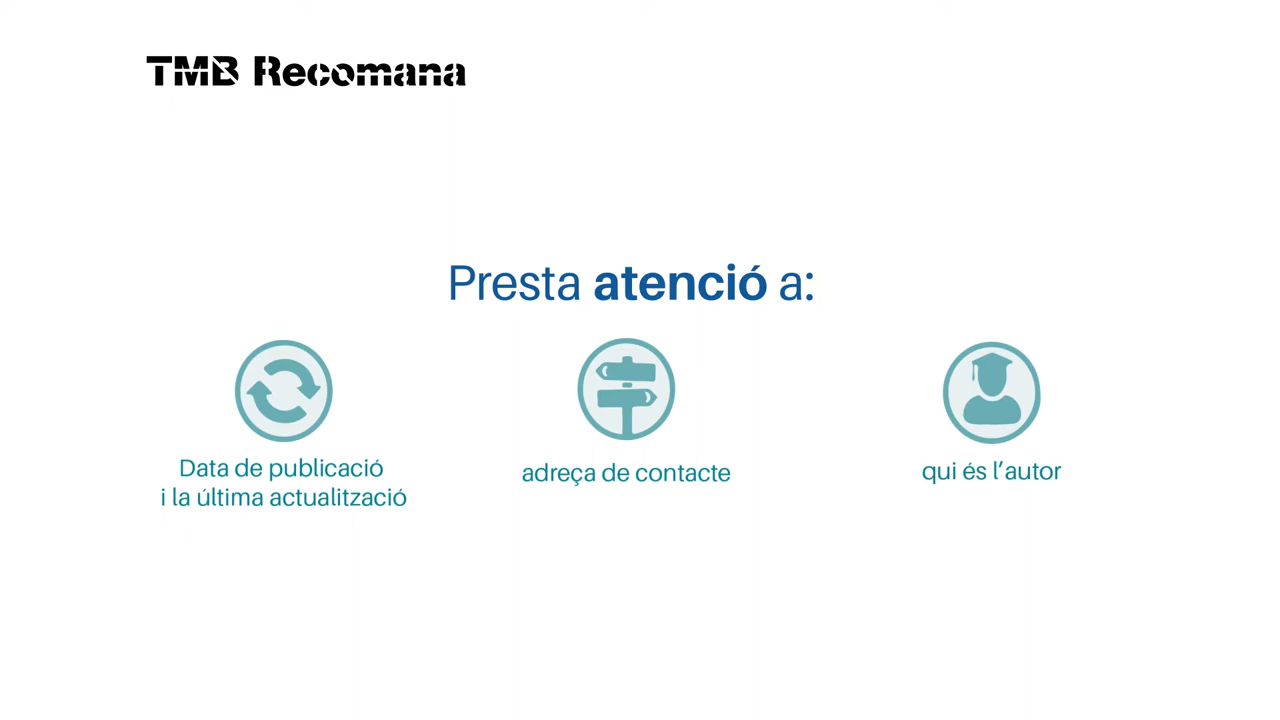 TMB Recomana
Presta atenció a:
Data de publicació
i la última actualització
adreça de contacte
qui és l’autor